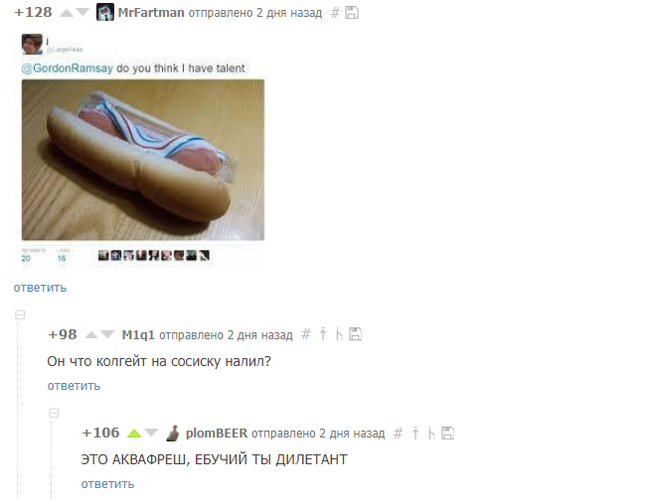 +128 MrFartman отправлено 2 дня назад #
i
@GordonRamsay do you think I have talent
RETWEETS LIKES
20 16
ответить
+98 M1q1 отправлено 2 дня назад #
Он что колгейт на сосиску налил?
ответить
+106 plomBEER отправлено 2 дня назад #
ЭТО АКВАФРЕШ, ЕБУЧИЙ ТЫ ДИЛЕТАНТ
ответить